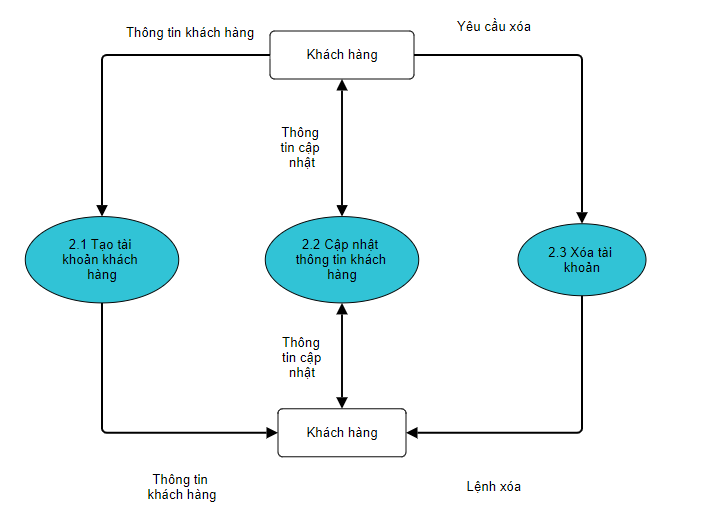 Thông tin khách hàng
Khách hàng
Yêu cầu xóa
Thông
tin cập
nhật
2.1 Tạo tải
khoản khách
hàng
2.2 Cập nhật
thông tin khách
hàng
2.3 Xóa tải
khoản
Thông
tin cập
nhật
Khách hàng
Thông tin
khách hàng
Lệnh xóa